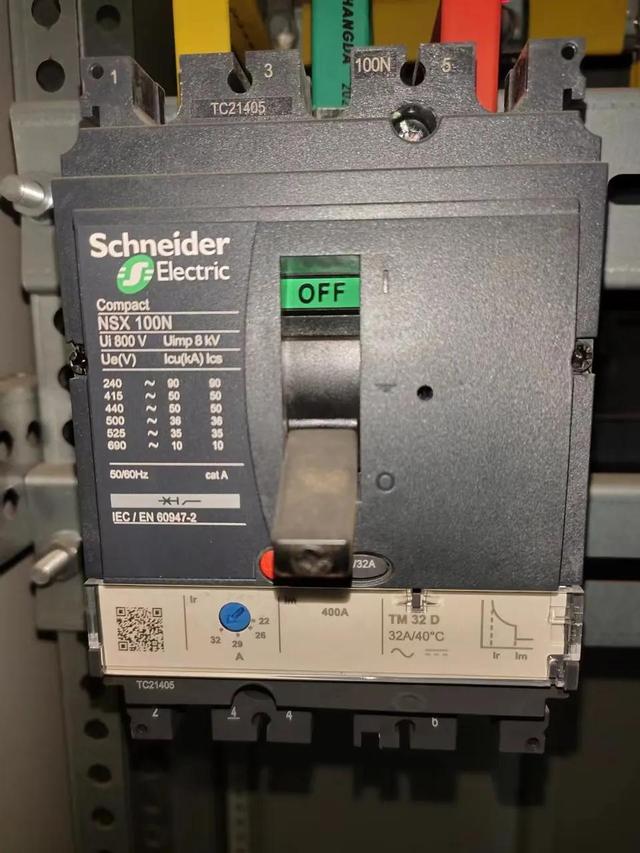 1
3
100N
5
TC21405
HANGDA
Schneider
Electric
Compact
NSX 100N
Ui 800 V Uimp 8 kV
Ue(V) Icu(kA) Ics
240 ~ 90 90
415 ~ 50 50
440 ~ 50 50
500 ~ 36 36
525 ~ 35 35
690 ~ 10 10
50/60Hz cat A
IEC / EN 60947-2
OFF
I
O
/32A
Ir
22
26
29
32
A
Im
400A
TM 32 D
32A/40°C
Ir Im
TC21405
2
4
4
6